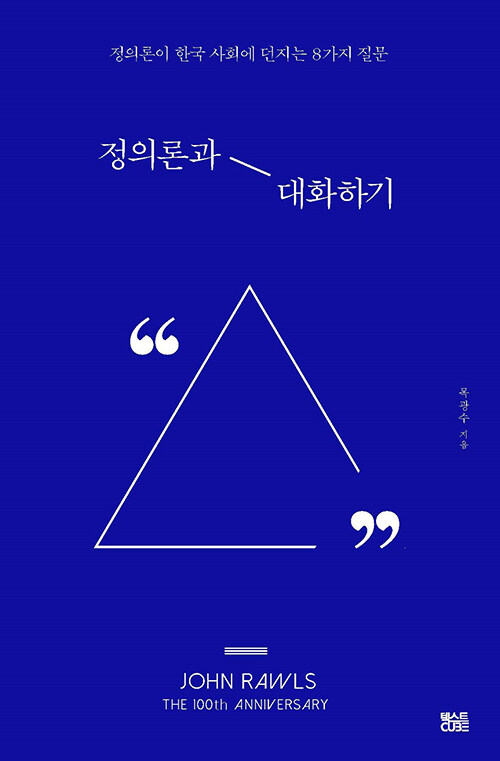 정의론이 한국 사회에 던지는 8가지 질문
정의론과
대화하기
“
”
목광수 지음
JOHN RAWLS
THE 100th ANNIVERSARY
텍스트
CUBE